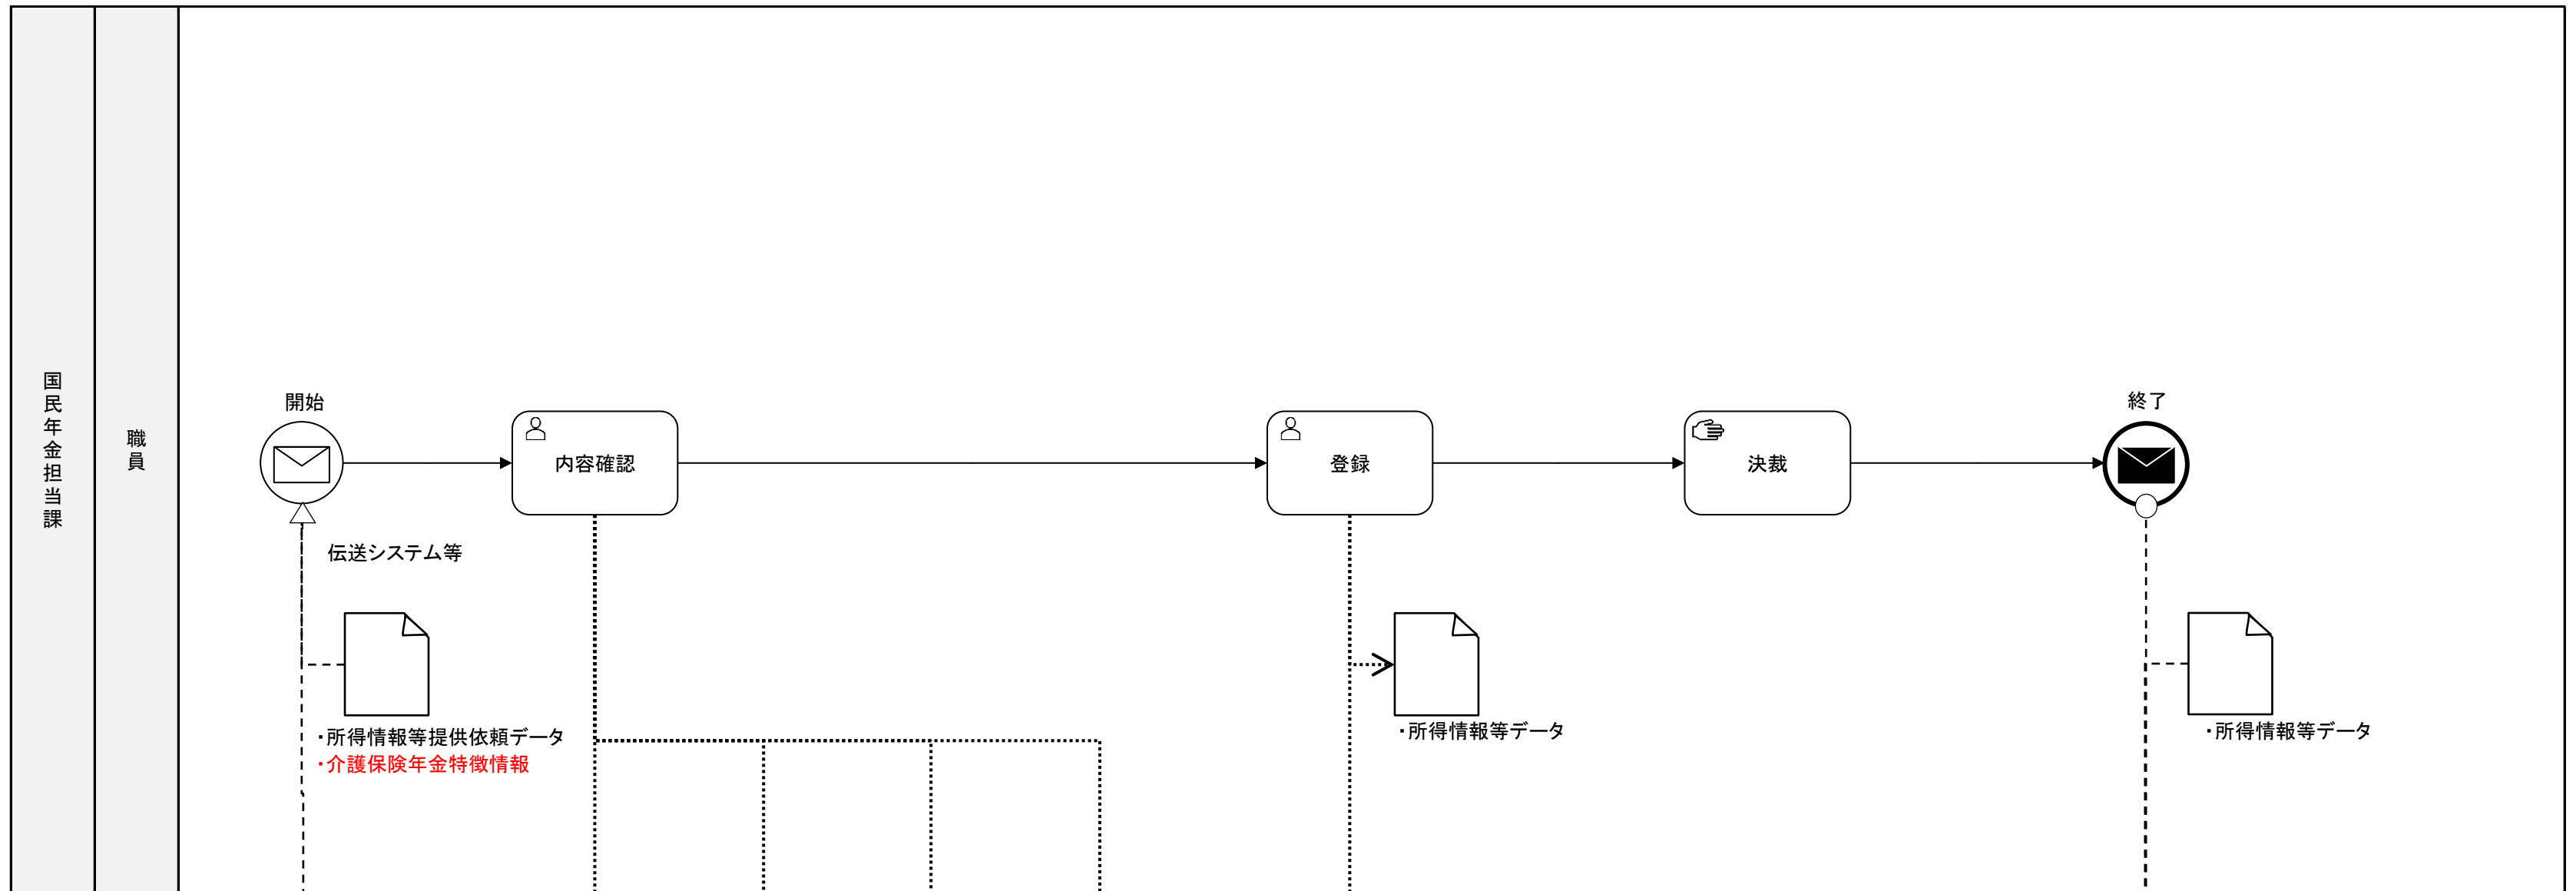 国民年金担当課
職員
開始
内容確認
登録
決裁
終了
伝送システム等
・所得情報等提供依頼データ
・介護保険年金特徴情報
・所得情報等データ
・所得情報等データ